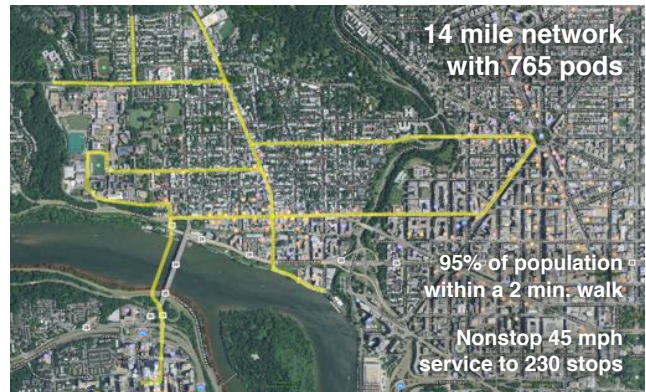 14 mile network
with 765 pods
95% of population
within a 2 min. walk
Nonstop 45 mph
service to 230 stops